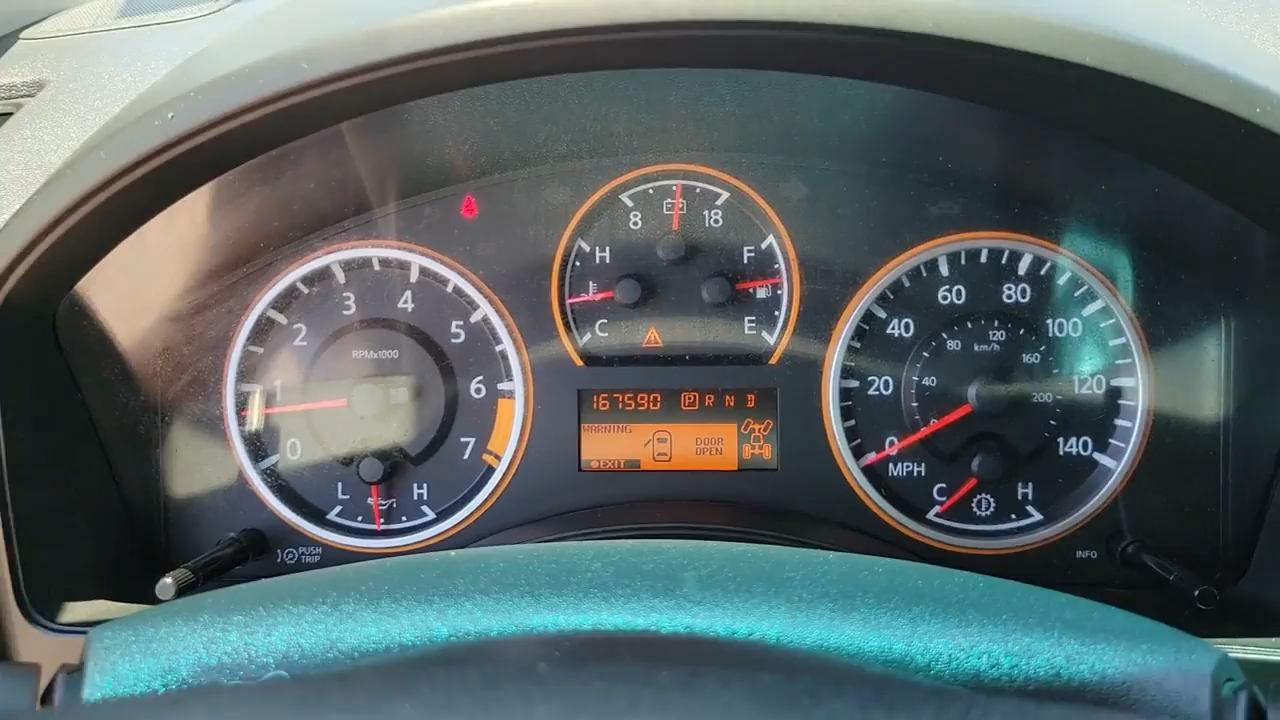 8 18
H F
C E
3 4
2 5
RPMx1000
1 6
0 7
L H
PUSH
TRIP
167590 P R N D
WARNING
DOOR
OPEN
EXIT
60 80
40 100
20 120
0 140
80 120
km/h
40 160
200
MPH
C H
INFO